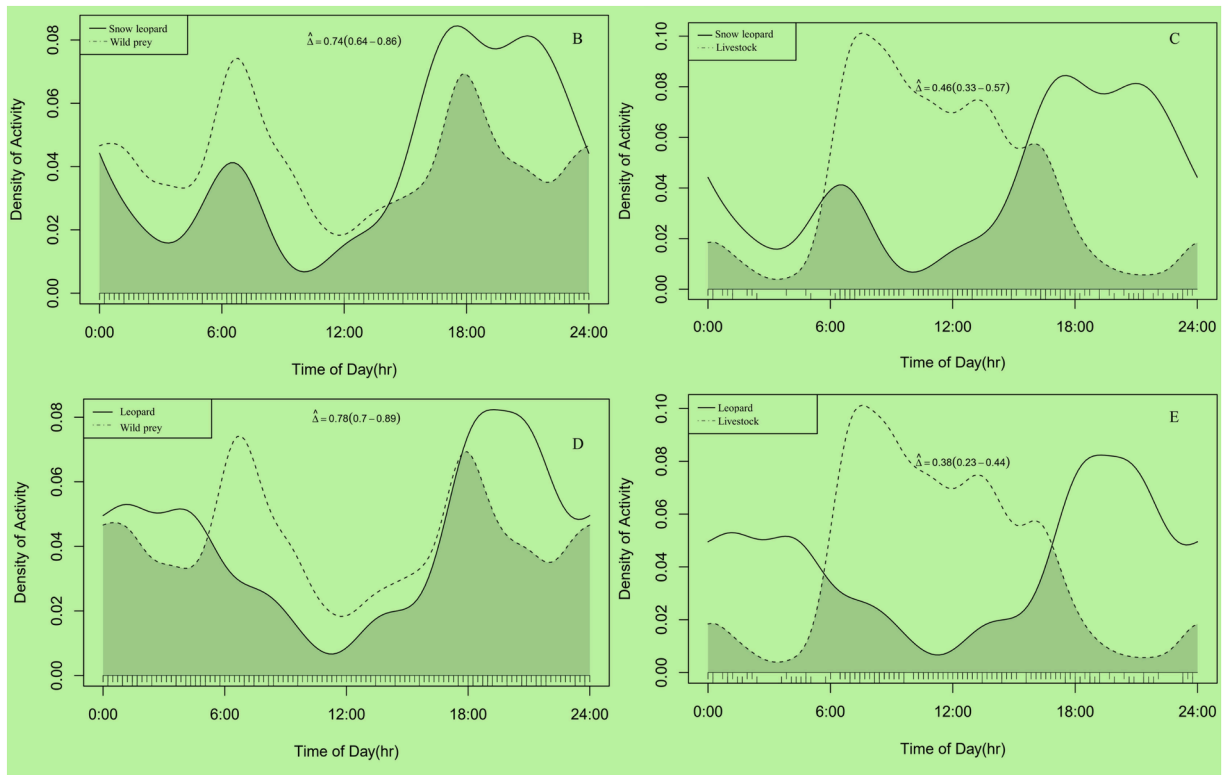 Snow leopard
Wild prey
Δ̂ = 0.74(0.64 − 0.86)
B
Density of Activity
0.08
0.06
0.04
0.02
0.00
0:00 6:00 12:00 18:00 24:00
Time of Day(hr)
Snow leopard
Livestock
Δ̂ = 0.46(0.33 − 0.57)
C
Density of Activity
0.10
0.08
0.06
0.04
0.02
0.00
0:00 6:00 12:00 18:00 24:00
Time of Day(hr)
Leopard
Wild prey
Δ̂ = 0.78(0.7 − 0.89)
D
Density of Activity
0.08
0.06
0.04
0.02
0.00
0:00 6:00 12:00 18:00 24:00
Time of Day(hr)
Leopard
Livestock
Δ̂ = 0.38(0.23 − 0.44)
E
Density of Activity
0.10
0.08
0.06
0.04
0.02
0.00
0:00 6:00 12:00 18:00 24:00
Time of Day(hr)